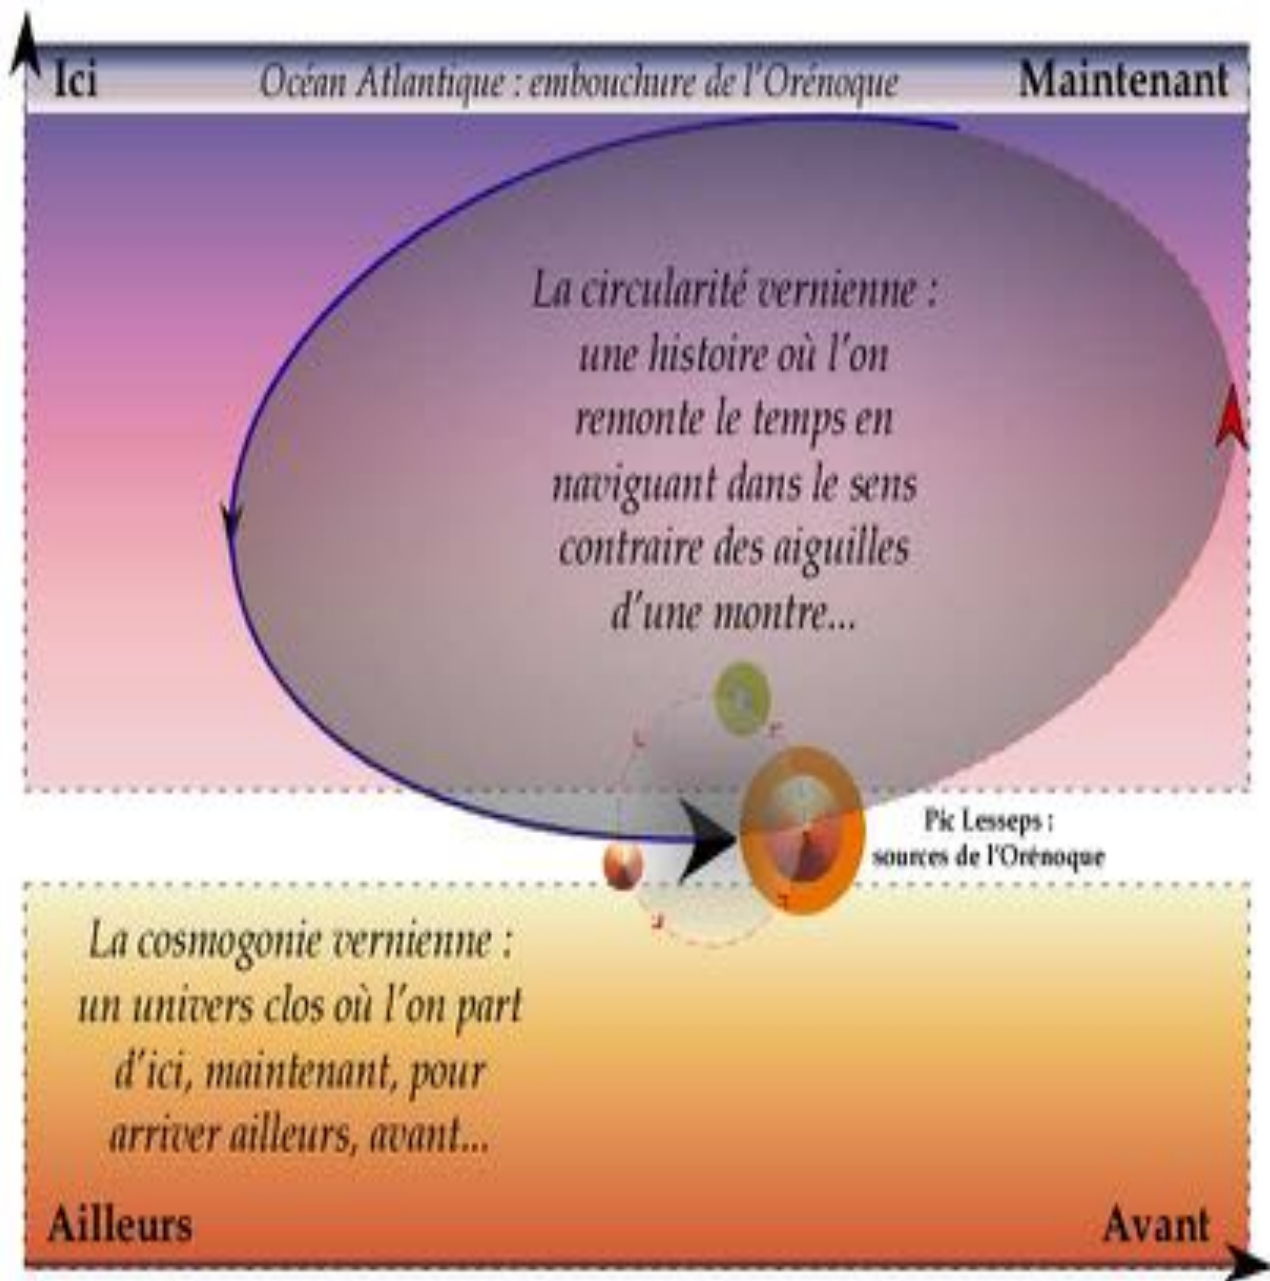 Ici
Océan Atlantique : embouchure de l'Orénoque
Maintenant
La circularité vernienne :
une histoire où l'on
remonte le temps en
naviguant dans le sens
contraire des aiguilles
d'une montre...
Pic Lesseps :
sources de l'Orénoque
La cosmogonie vernienne :
un univers clos où l'on part
d'ici, maintenant, pour
arriver ailleurs, avant...
Ailleurs
Avant